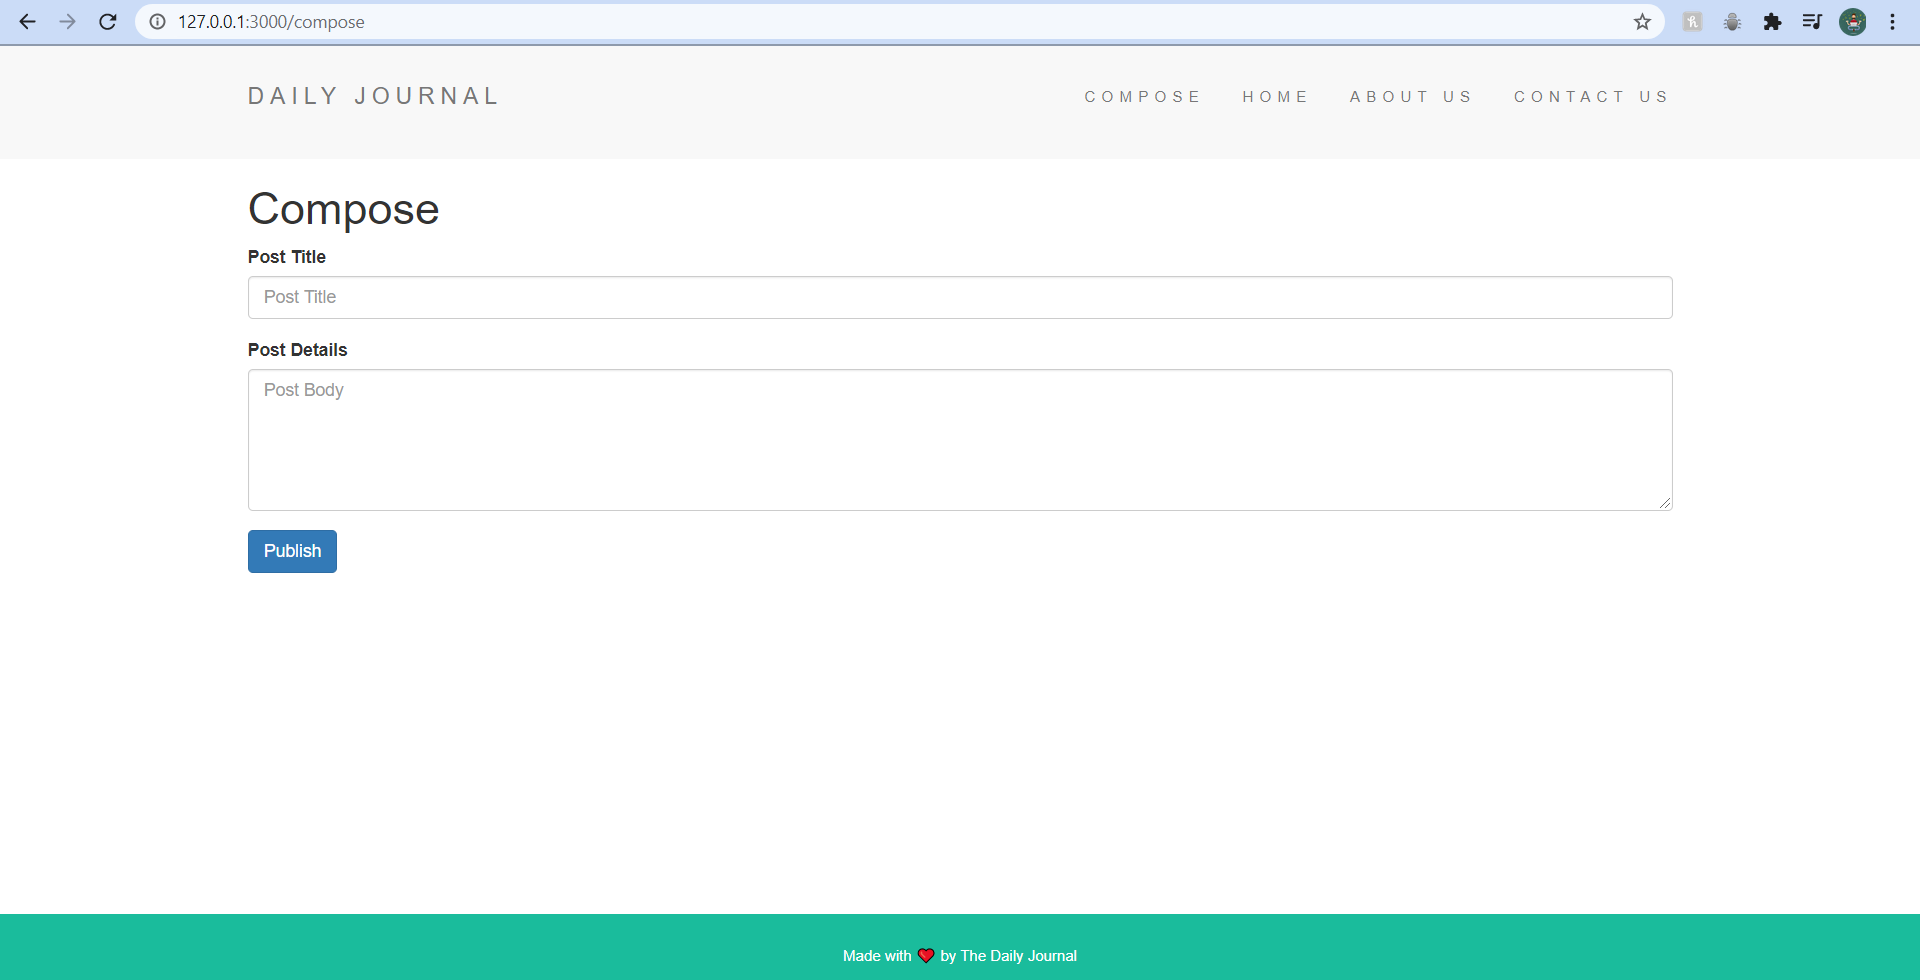 127.0.0.1:3000/compose
DAILY JOURNAL
COMPOSE HOME ABOUT US CONTACT US
Compose
Post Title
Post Title
Post Details
Post Body
Publish
Made with ❤ by The Daily Journal